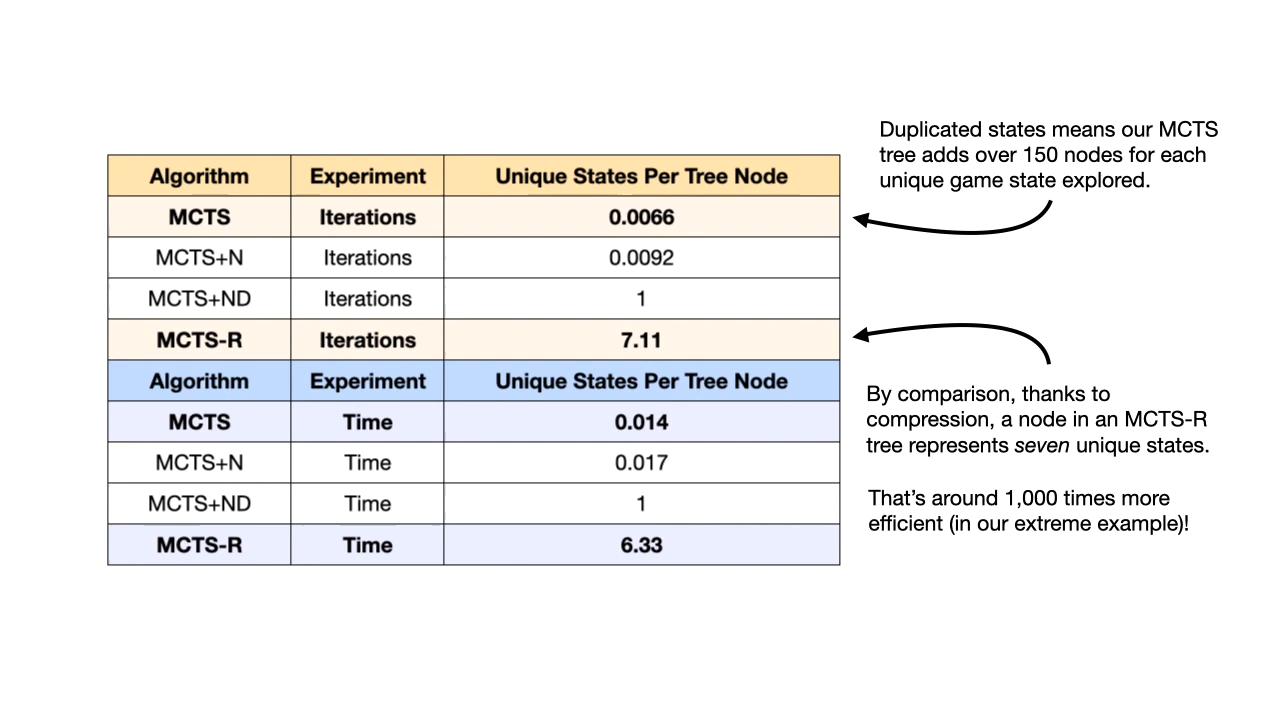 Duplicated states means our MCTS
tree adds over 150 nodes for each
unique game state explored.
Algorithm Experiment Unique States Per Tree Node
MCTS Iterations 0.0066
MCTS+N Iterations 0.0092
MCTS+ND Iterations 1
MCTS-R Iterations 7.11
Algorithm Experiment Unique States Per Tree Node
MCTS Time 0.014
MCTS+N Time 0.017
MCTS+ND Time 1
MCTS-R Time 6.33
By comparison, thanks to
compression, a node in an MCTS-R
tree represents seven unique states.
That's around 1,000 times more
efficient (in our extreme example)!